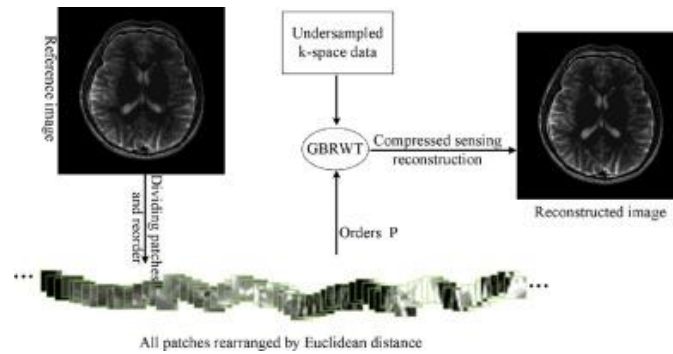 Reference image
Undersampled
k-space data
GBRWT
Compressed sensing
reconstruction
Reconstructed image
Dividing patches
and reorder
Orders P
...
...
All patches rearranged by Euclidean distance